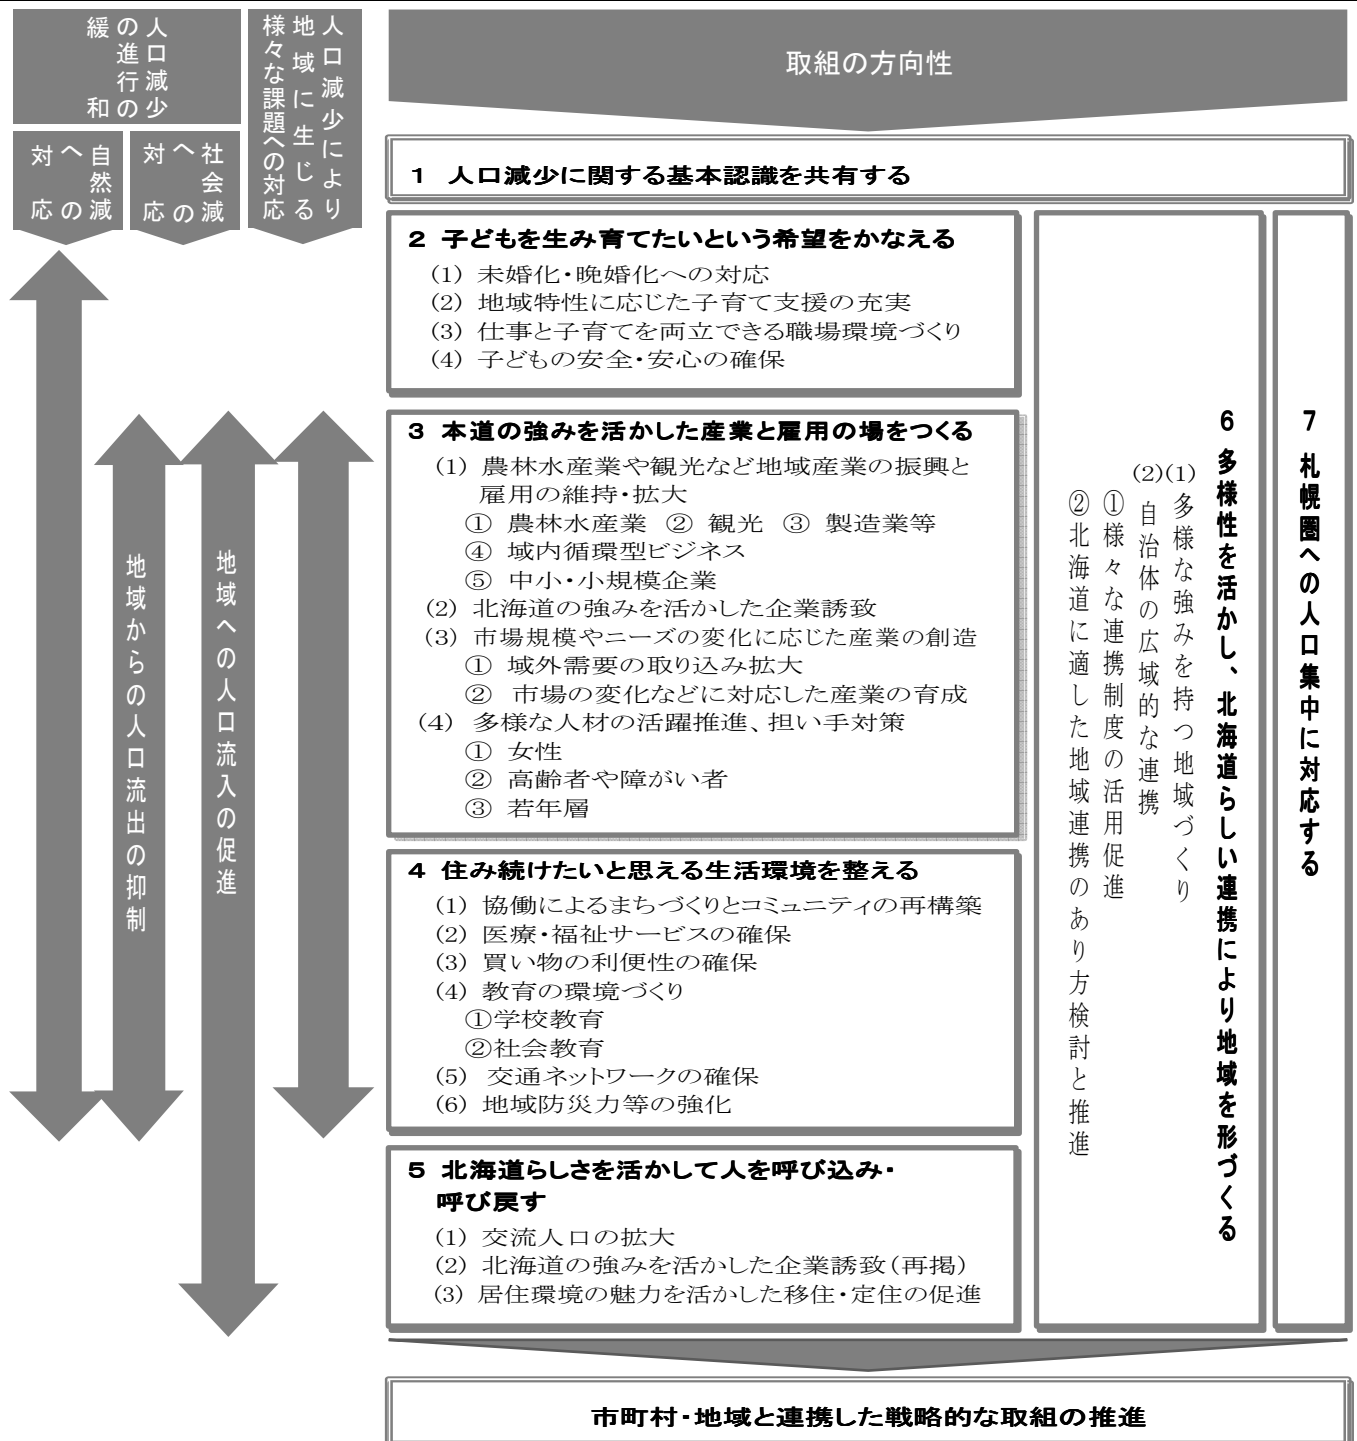 人口減少
の進行の
緩和
自然減
への
対応
社会減
への
対応
人口減少により
地域に生じる
様々な課題への対応
取組の方向性
1 人口減少に関する基本認識を共有する
2 子どもを生み育てたいという希望をかなえる
(1) 未婚化・晩婚化への対応
(2) 地域特性に応じた子育て支援の充実
(3) 仕事と子育てを両立できる職場環境づくり
(4) 子どもの安全・安心の確保
3 本道の強みを活かした産業と雇用の場をつくる
(1) 農林水産業や観光など地域産業の振興と
雇用の維持・拡大
① 農林水産業 ② 観光 ③ 製造業等
④ 域内循環型ビジネス
⑤ 中小・小規模企業
(2) 北海道の強みを活かした企業誘致
(3) 市場規模やニーズの変化に応じた産業の創造
① 域外需要の取り込み拡大
② 市場の変化などに対応した産業の育成
(4) 多様な人材の活躍推進、担い手対策
① 女性
② 高齢者や障がい者
③ 若年層
4 住み続けたいと思える生活環境を整える
(1) 協働によるまちづくりとコミュニティの再構築
(2) 医療・福祉サービスの確保
(3) 買い物の利便性の確保
(4) 教育の環境づくり
①学校教育
②社会教育
(5) 交通ネットワークの確保
(6) 地域防災力等の強化
5 北海道らしさを活かして人を呼び込み・
呼び戻す
(1) 交流人口の拡大
(2) 北海道の強みを活かした企業誘致(再掲)
(3) 居住環境の魅力を活かした移住・定住の促進
6 多様性を活かし、北海道らしい連携により地域を形づくる
(1) 多様な強みを持つ地域づくり
(2) 自治体の広域的な連携
①様々な連携制度の活用促進
②北海道に適した地域連携のあり方検討と推進
7 札幌圏への人口集中に対応する
地域からの人口流出の抑制
地域への人口流入の促進
市町村・地域と連携した戦略的な取組の推進